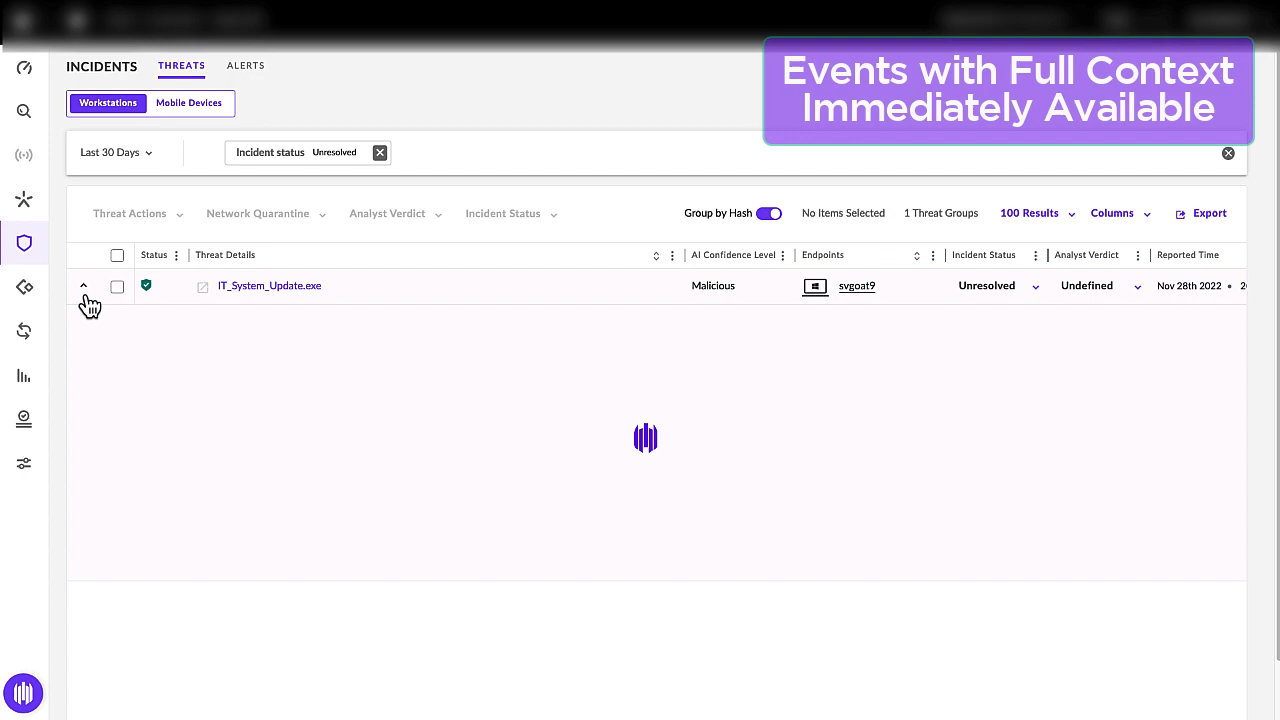 Events with Full Context
Immediately Available
INCIDENTS THREATS ALERTS
Workstations Mobile Devices
Last 30 Days Incident status Unresolved
Threat Actions Network Quarantine Analyst Verdict Incident Status Group by Hash No Items Selected 1 Threat Groups 100 Results Columns Export
Status Threat Details AI Confidence Level Endpoints Incident Status Analyst Verdict Reported Time
IT_System_Update.exe Malicious svgoat9 Unresolved Undefined Nov 28th 2022 •